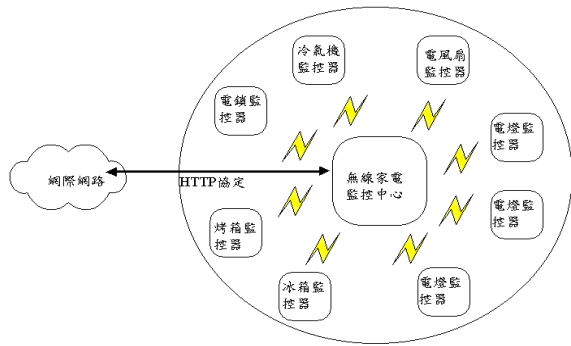 冷氣機
監控器
電風扇
監控器
電鎖監
控器
電燈監
控器
無線家電
監控中心
網際網路
HTTP協定
電燈監
控器
烤箱監
控器
冰箱監
控器
電燈監
控器